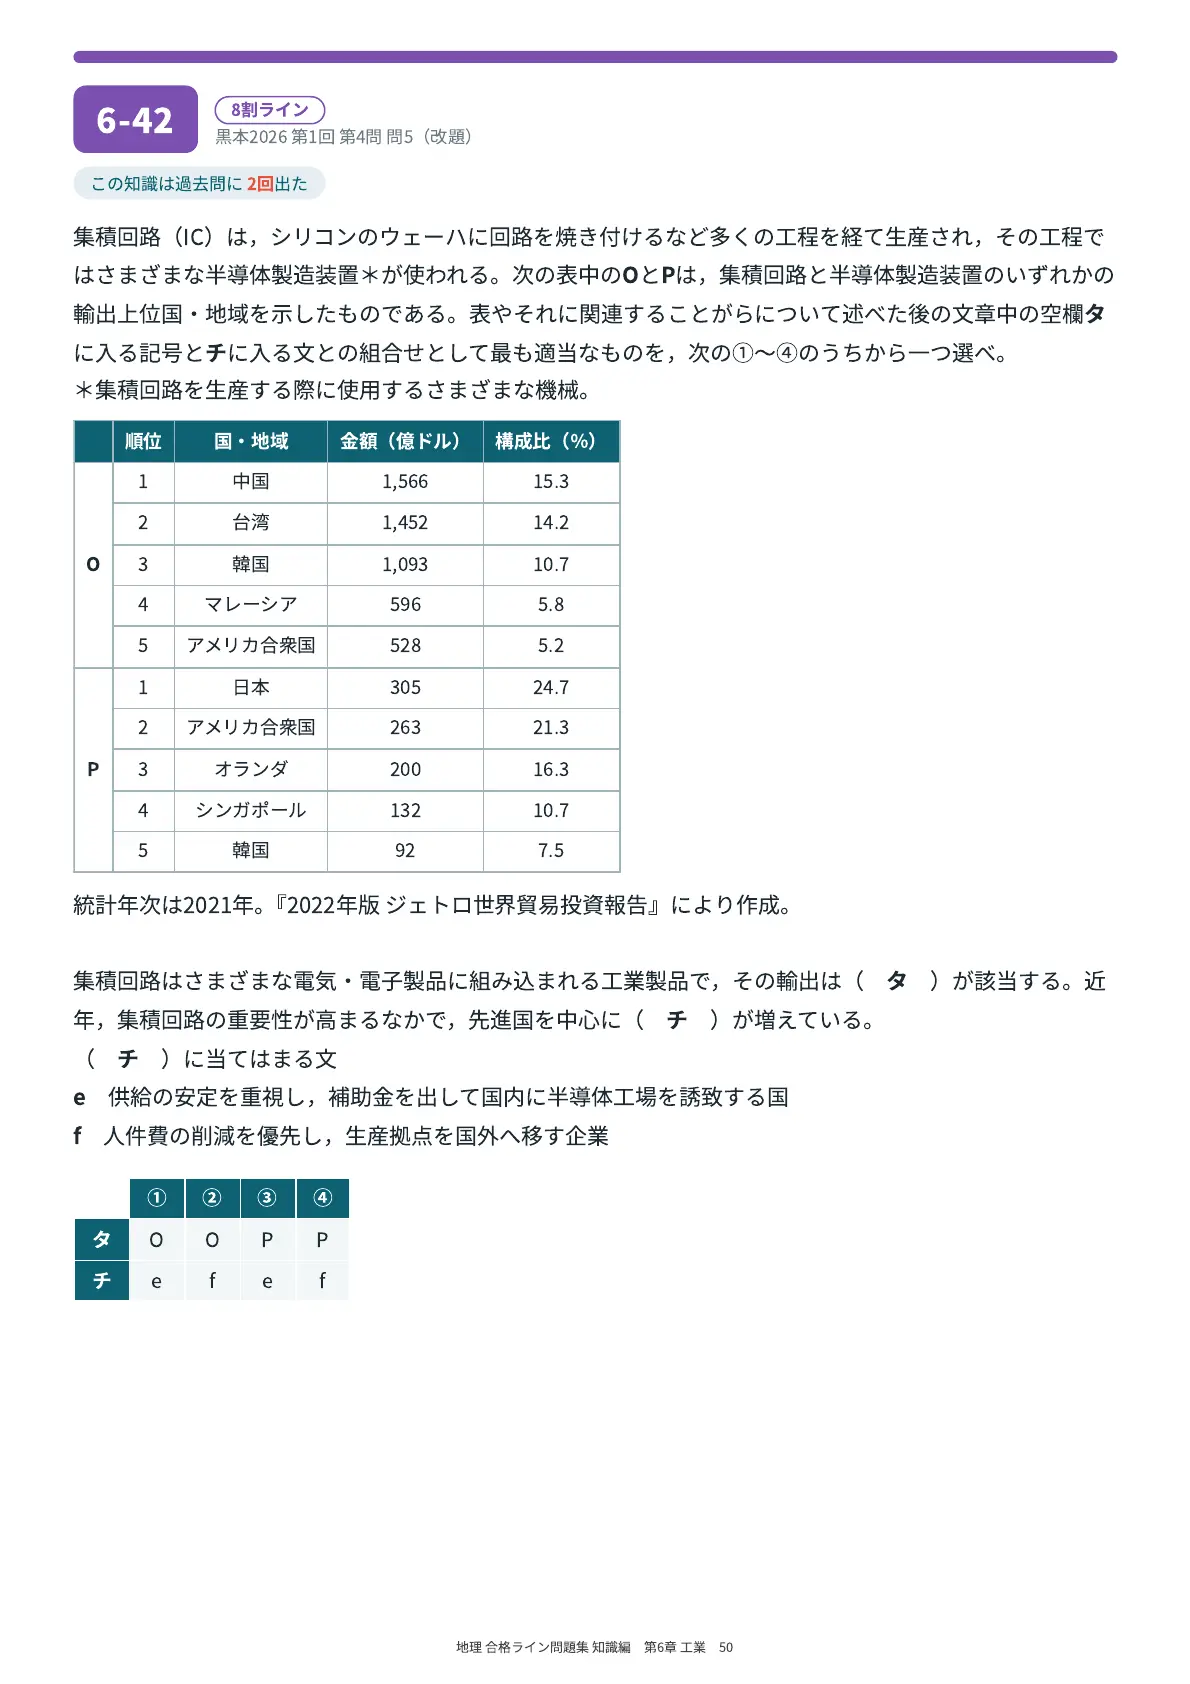 6-42
8割ライン
黒本2026 第1回 第4問 問5（改題）
この知識は過去問に 2回出た
集積回路（IC）は，シリコンのウェーハに回路を焼き付けるなど多くの工程を経て生産され，その工程で
はさまざまな半導体製造装置＊が使われる。次の表中のOとPは，集積回路と半導体製造装置のいずれかの
輸出上位国・地域を示したものである。表やそれに関連することがらについて述べた後の文章中の空欄タ
に入る記号とチに入る文との組合せとして最も適当なものを，次の①～④のうちから一つ選べ。
＊集積回路を生産する際に使用するさまざまな機械。
順位 国・地域 金額（億ドル） 構成比（％）
O
1 中国 1,566 15.3
2 台湾 1,452 14.2
3 韓国 1,093 10.7
4 マレーシア 596 5.8
5 アメリカ合衆国 528 5.2
P
1 日本 305 24.7
2 アメリカ合衆国 263 21.3
3 オランダ 200 16.3
4 シンガポール 132 10.7
5 韓国 92 7.5
統計年次は2021年。『2022年版 ジェトロ世界貿易投資報告』により作成。
集積回路はさまざまな電気・電子製品に組み込まれる工業製品で，その輸出は（　タ　）が該当する。近
年，集積回路の重要性が高まるなかで，先進国を中心に（　チ　）が増えている。
（　チ　）に当てはまる文
e　供給の安定を重視し，補助金を出して国内に半導体工場を誘致する国
f　人件費の削減を優先し，生産拠点を国外へ移す企業
① ② ③ ④
タ O O P P
チ e f e f
地理 合格ライン問題集 知識編　第6章 工業　50